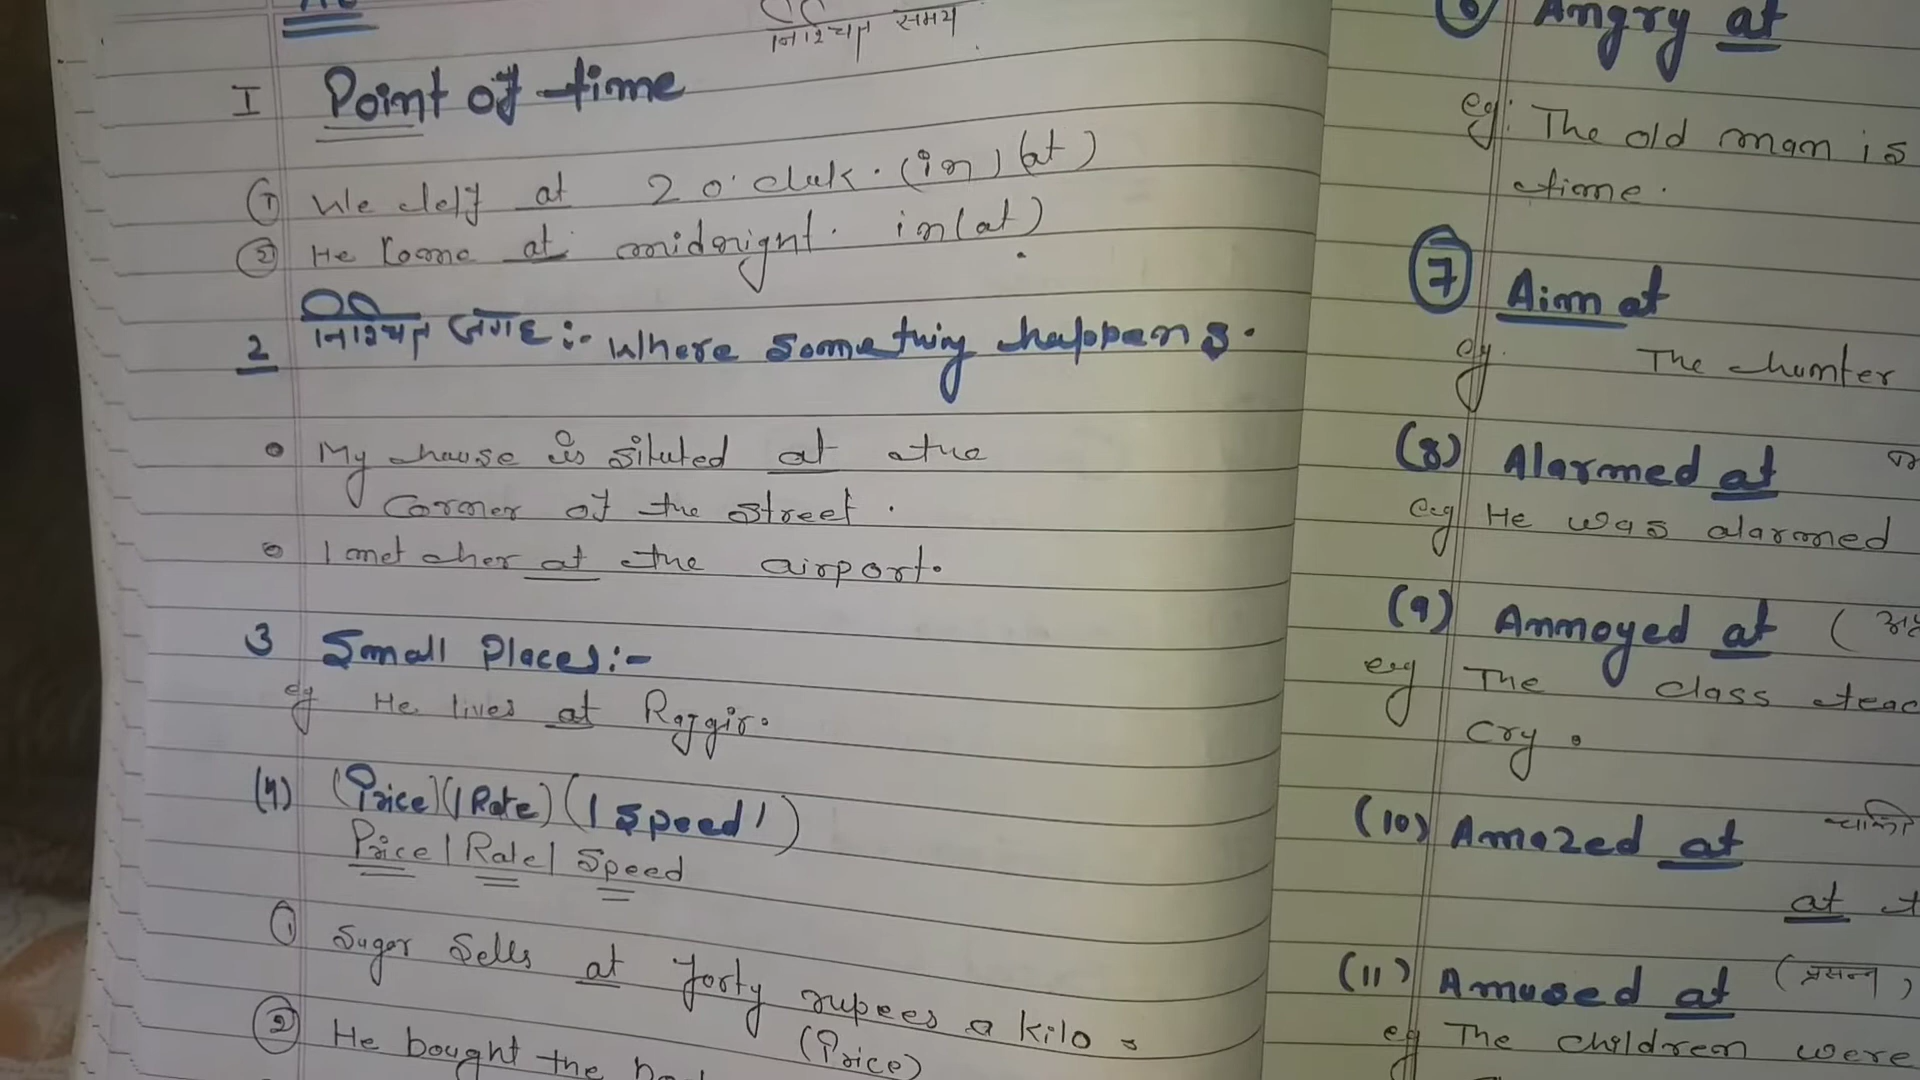 निश्चित समय
I Point of time
① We left at 2 o'clock. (in) (at)
② He came at midnight. in (at)
2 निश्चित जगह :- Where something happens.
• My house is situted at the
Corner of the street.
• I met her at the airport.
3 Small Places:-
eg He lives at Rajgir.
(4) (Price) (Rate) (Speed)
Price | Rate | Speed
① Sugar Sells at forty rupees a kilo.
(Price)
② He bought the
⑥ Angry at
eg: The old man is
time.
⑦ Aim at
eg. The hunter
(8) Alarmed at
eg He was alarmed
(9) Annoyed at (
eg The class teac
Cry.
(10) Amazed at
at t
(11) Amused at (प्रसन्न)
eg The children were